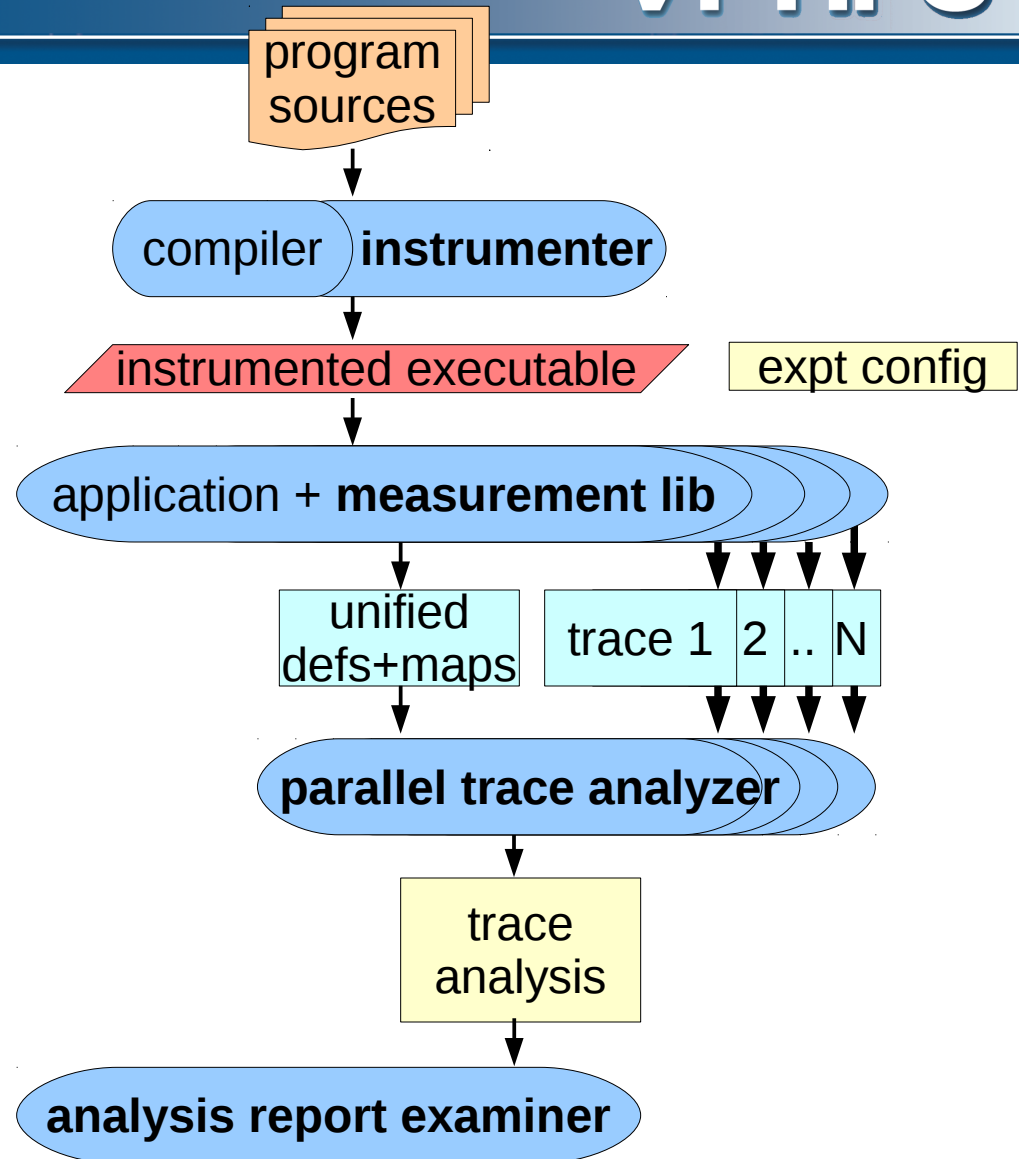 program
sources
compiler instrumenter
instrumented executable
expt config
application + measurement lib
unified
defs+maps
trace 1 2 .. N
parallel trace analyzer
trace
analysis
analysis report examiner